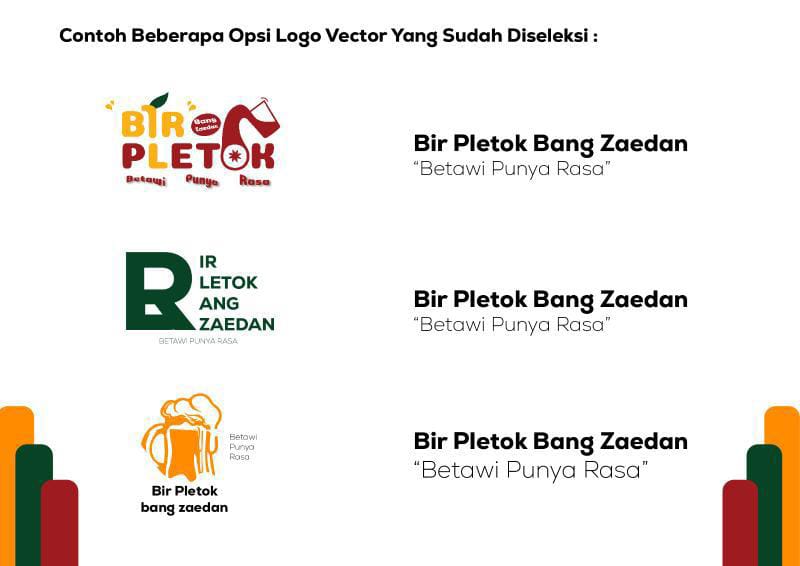 Contoh Beberapa Opsi Logo Vector Yang Sudah Diseleksi :
BIR Bang Zaedan
PLETOK
Betawi Punya Rasa
Bir Pletok Bang Zaedan
“Betawi Punya Rasa”
IR
LETOK
ANG
ZAEDAN
BETAWI PUNYA RASA
Bir Pletok Bang Zaedan
“Betawi Punya Rasa”
Betawi
Punya
Rasa
Bir Pletok
bang zaedan
Bir Pletok Bang Zaedan
“Betawi Punya Rasa”